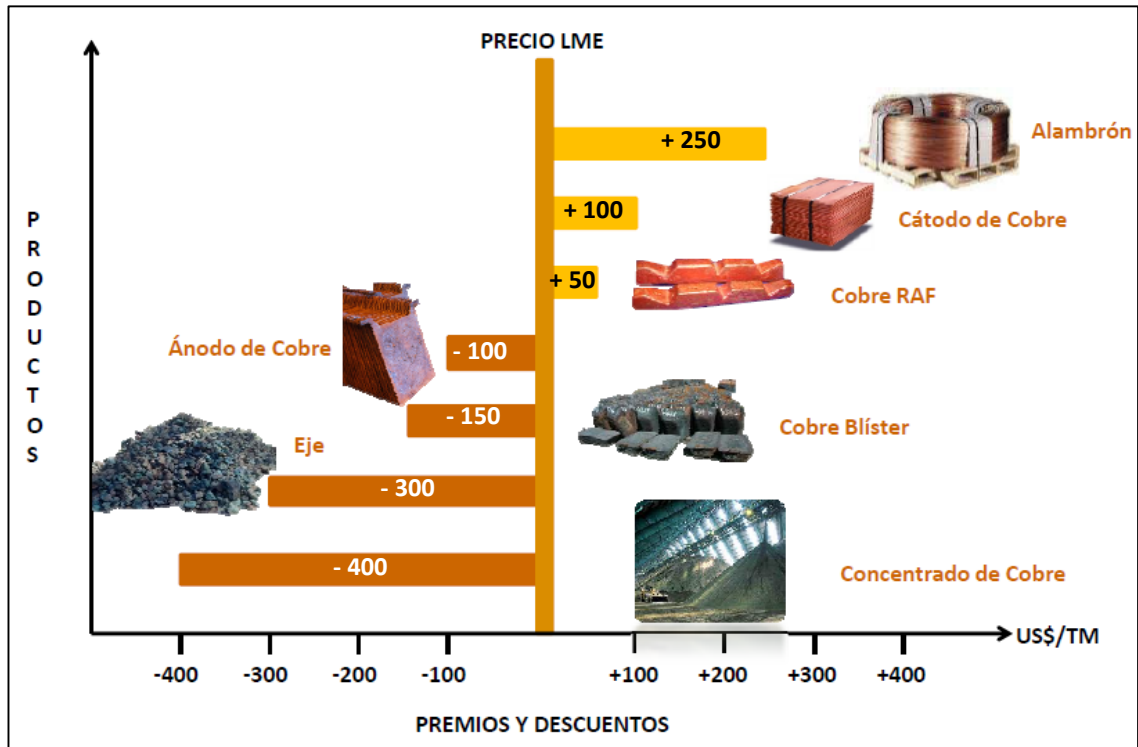 PRECIO LME
PRODUCTOS
+ 250
Alambrón
+ 100
Cátodo de Cobre
+ 50
Cobre RAF
Ánodo de Cobre
- 100
- 150
Cobre Blíster
Eje
- 300
- 400
Concentrado de Cobre
US$/TM
-400 -300 -200 -100 +100 +200 +300 +400
PREMIOS Y DESCUENTOS